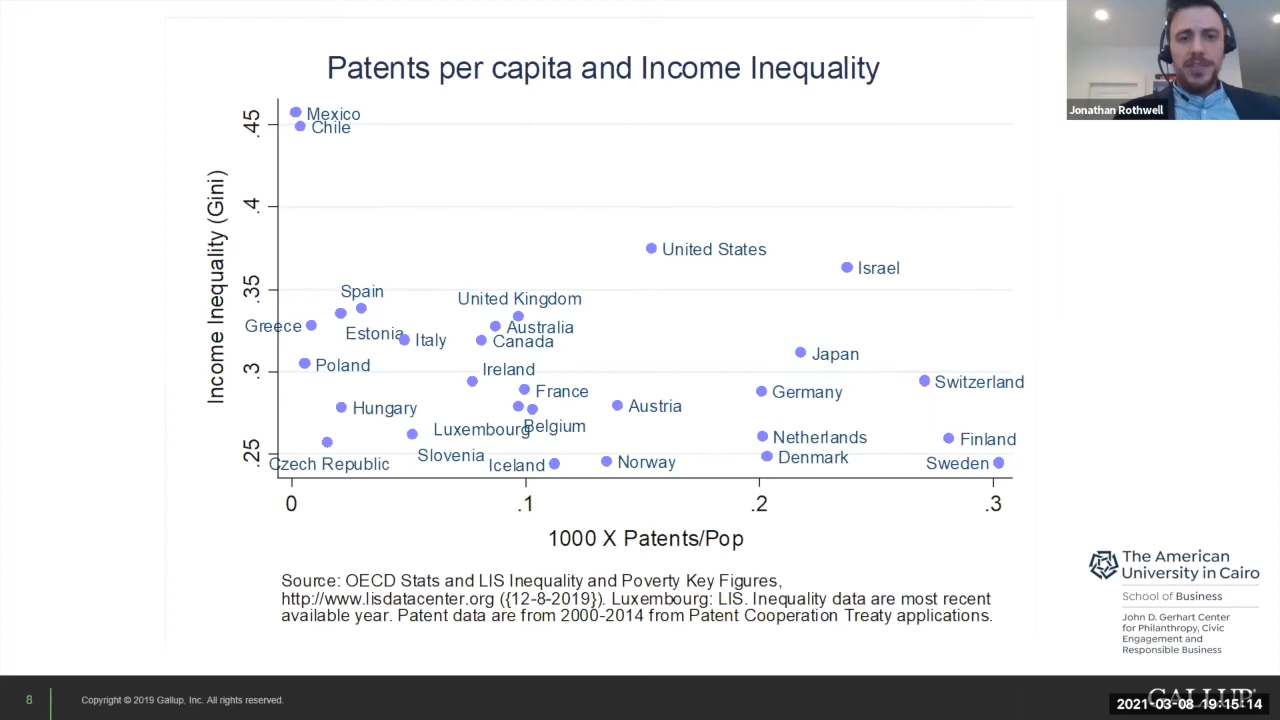 Patents per capita and Income Inequality
Jonathan Rothwell
Income Inequality (Gini)
.45
.4
.35
.3
.25
Mexico
Chile
United States
Israel
Spain
United Kingdom
Greece
Estonia
Italy
Australia
Canada
Japan
Poland
Ireland
Switzerland
France
Germany
Hungary
Austria
Luxembourg
Belgium
Netherlands
Finland
Slovenia
Denmark
Czech Republic
Iceland
Norway
Sweden
0
.1
.2
.3
1000 X Patents/Pop
Source: OECD Stats and LIS Inequality and Poverty Key Figures,
http://www.lisdatacenter.org ({12-8-2019}). Luxembourg: LIS. Inequality data are most recent
available year. Patent data are from 2000-2014 from Patent Cooperation Treaty applications.
The American
University in Cairo
School of Business
John D. Gerhart Center
for Philanthropy, Civic
Engagement and
Responsible Business
8
Copyright © 2019 Gallup, Inc. All rights reserved.
GALLUP
2021-03-08 19:15:14